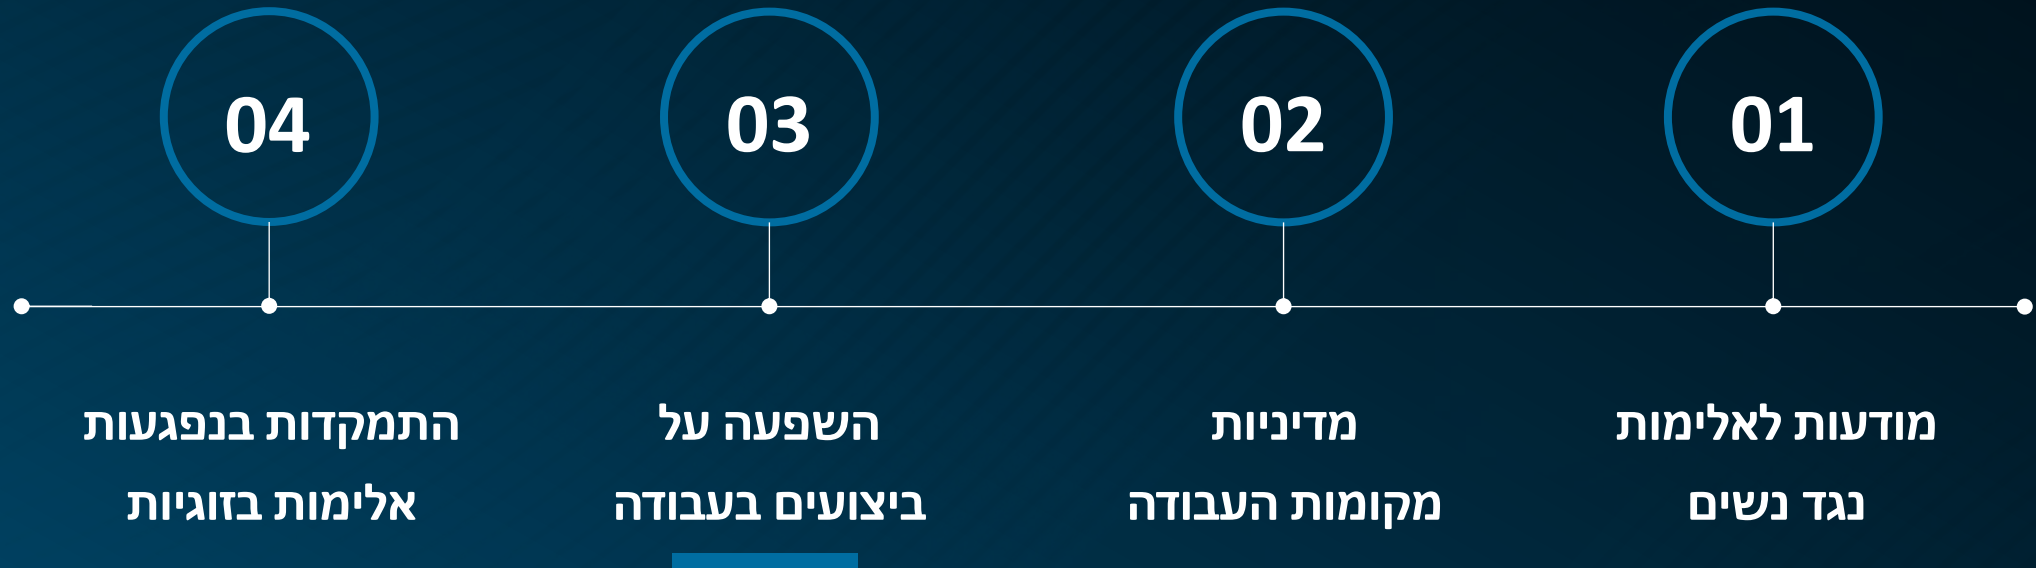 01
מודעות לאלימות
נגד נשים
02
מדיניות
מקומות העבודה
03
השפעה על
ביצועים בעבודה
04
התמקדות בנפגעות
אלימות בזוגיות